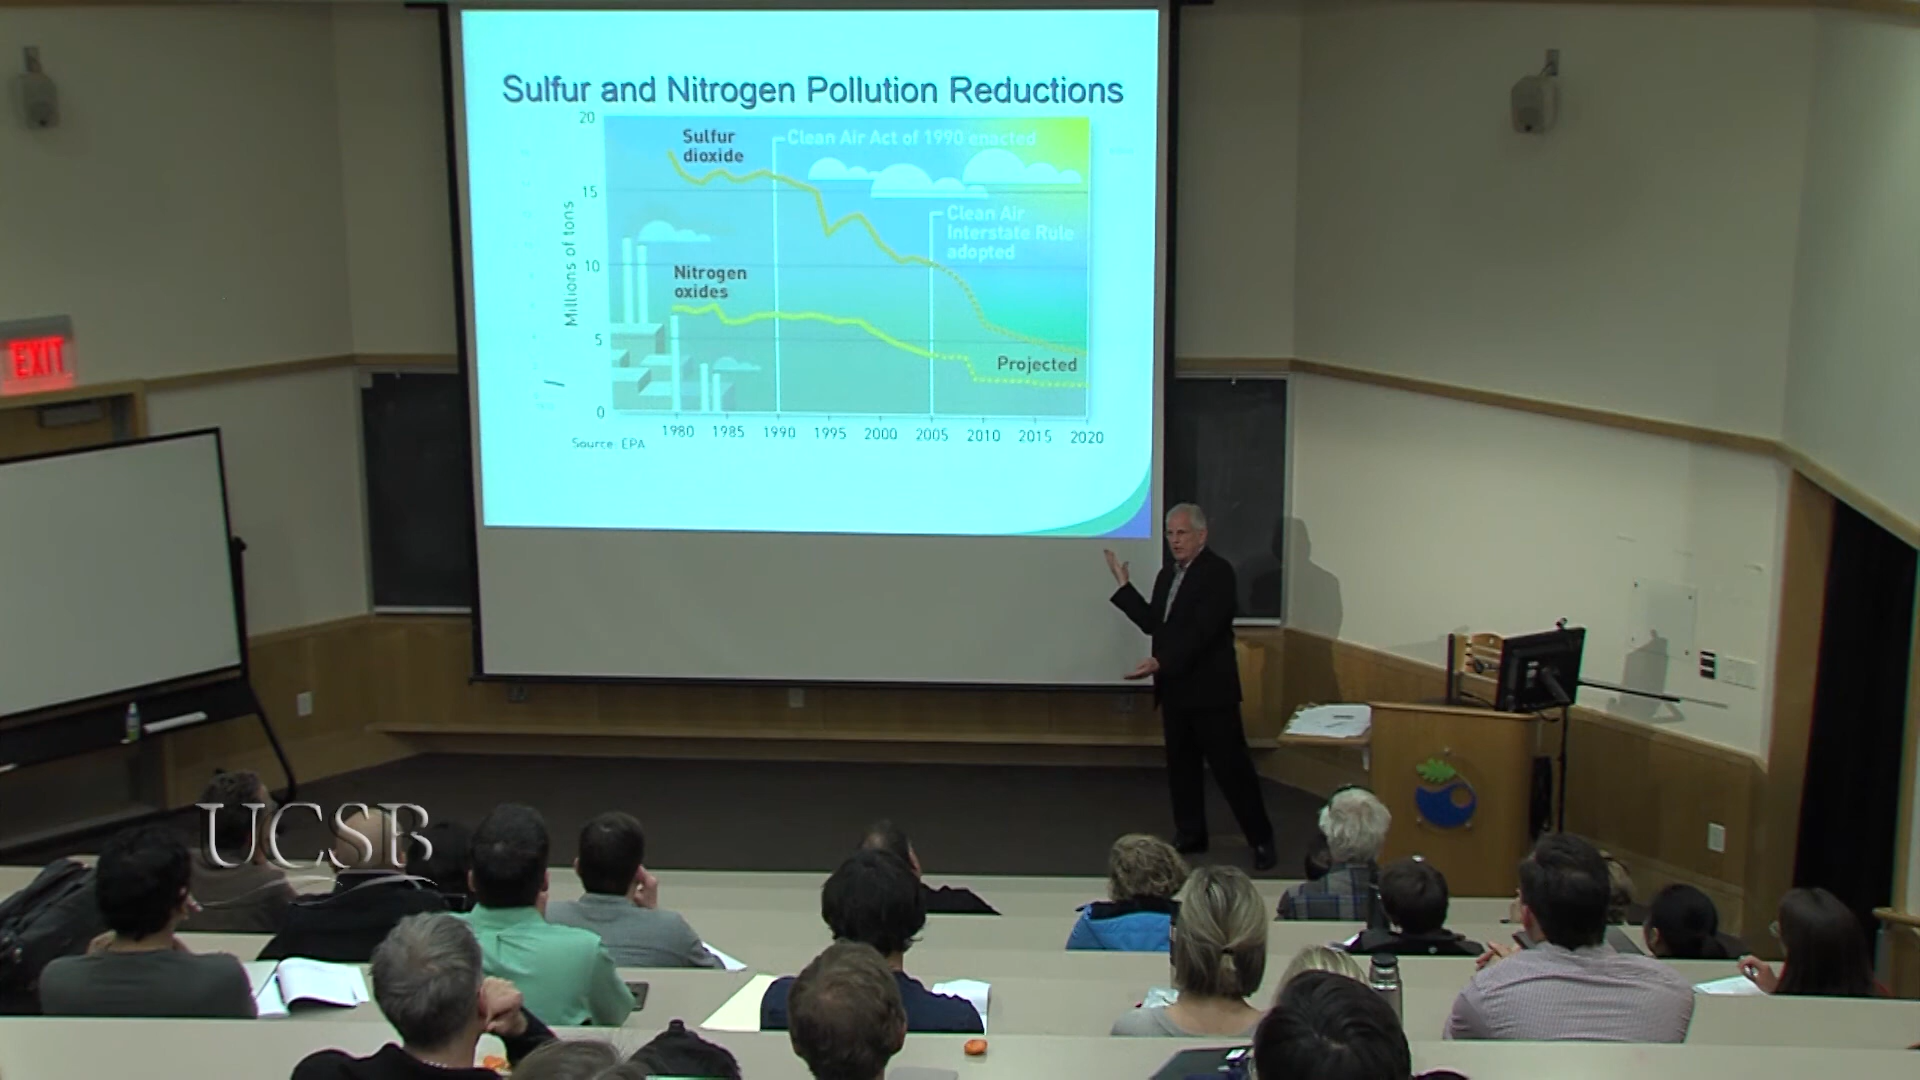 Sulfur and Nitrogen Pollution Reductions
20
Sulfur
dioxide
Clean Air Act of 1990 enacted
15
Clean Air
Interstate Rule
adopted
Millions of tons
10
Nitrogen
oxides
5
Projected
0
1980 1985 1990 1995 2000 2005 2010 2015 2020
Source: EPA
EXIT
UCSB